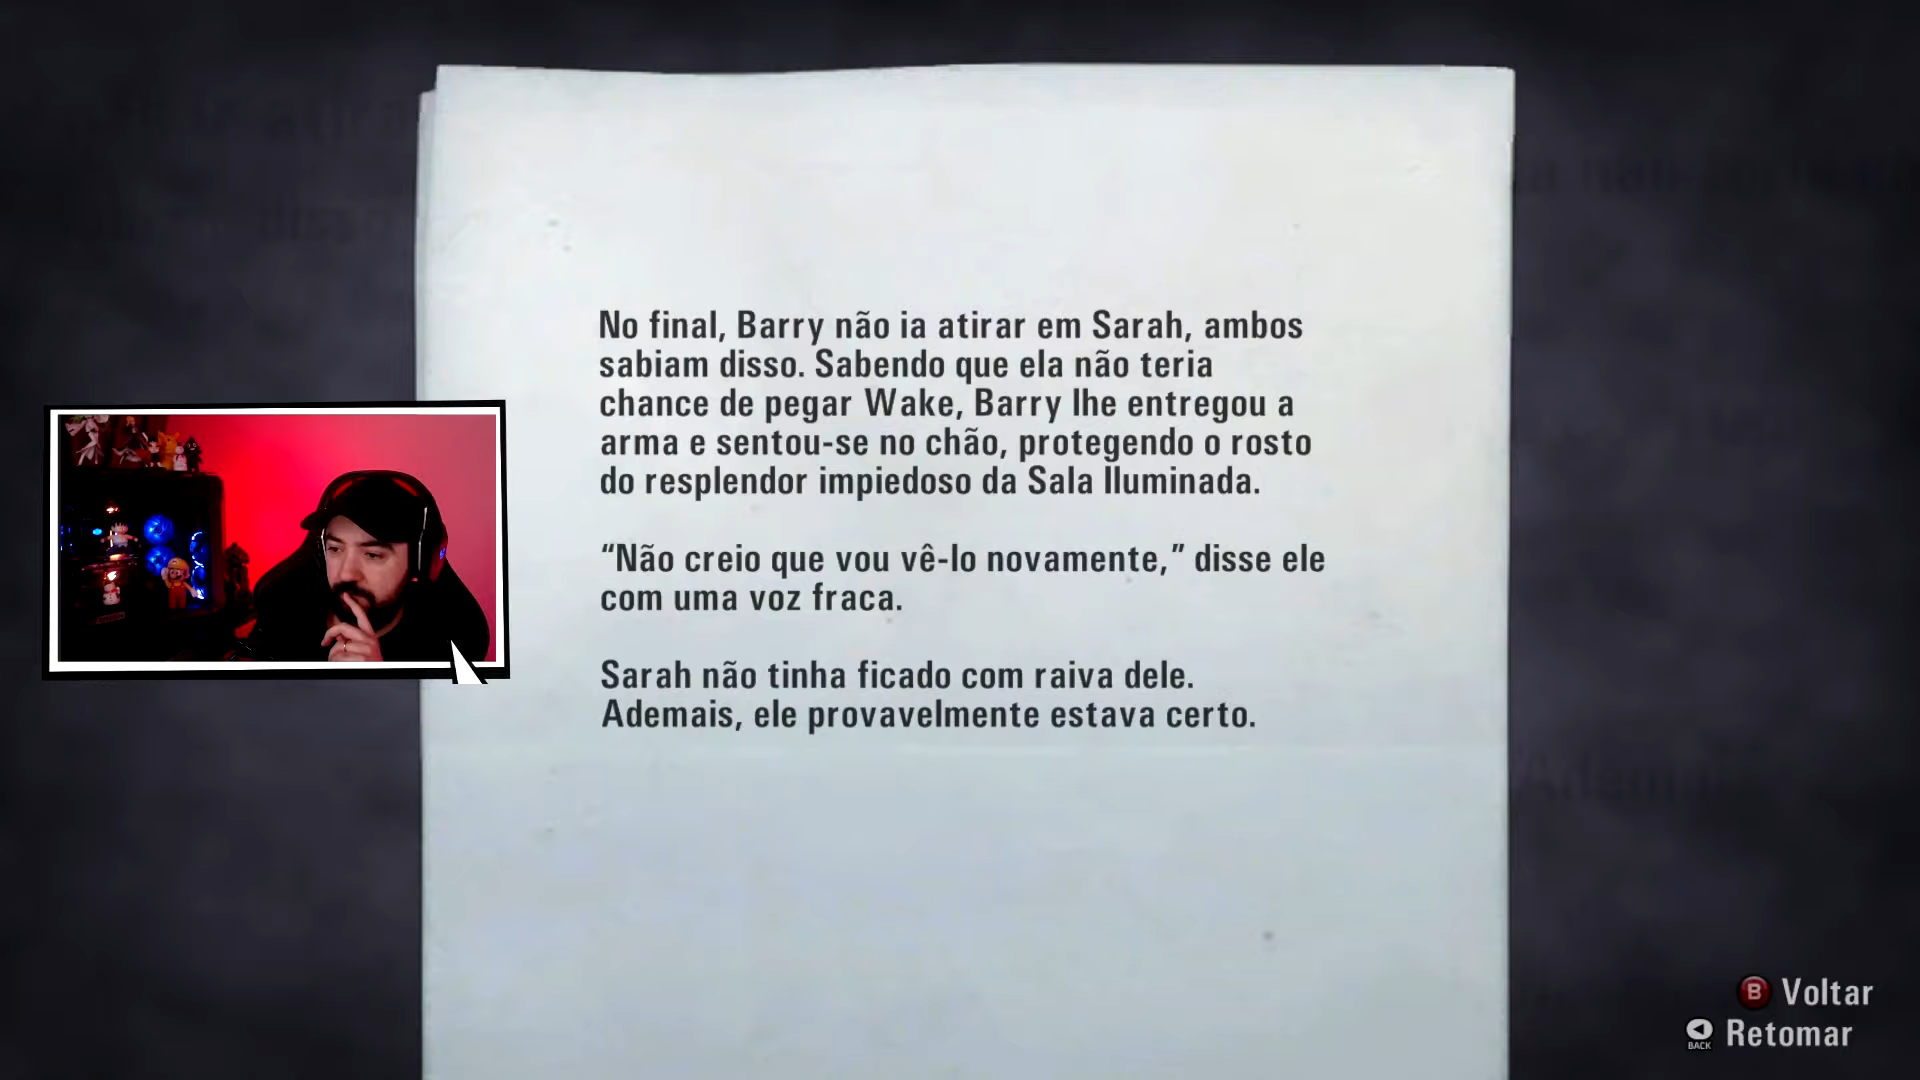 No final, Barry não ia atirar em Sarah, ambos
sabiam disso. Sabendo que ela não teria
chance de pegar Wake, Barry lhe entregou a
arma e sentou-se no chão, protegendo o rosto
do resplendor impiedoso da Sala Iluminada.
“Não creio que vou vê-lo novamente,” disse ele
com uma voz fraca.
Sarah não tinha ficado com raiva dele.
Ademais, ele provavelmente estava certo.
B Voltar
BACK Retomar